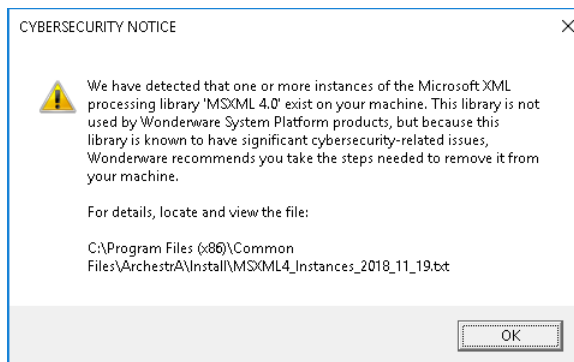 CYBERSECURITY NOTICE
We have detected that one or more instances of the Microsoft XML
processing library 'MSXML 4.0' exist on your machine. This library is not
used by Wonderware System Platform products, but because this
library is known to have significant cybersecurity-related issues,
Wonderware recommends you take the steps needed to remove it from
your machine.
For details, locate and view the file:
C:\Program Files (x86)\Common
Files\ArchestrA\Install\MSXML4_Instances_2018_11_19.txt
OK